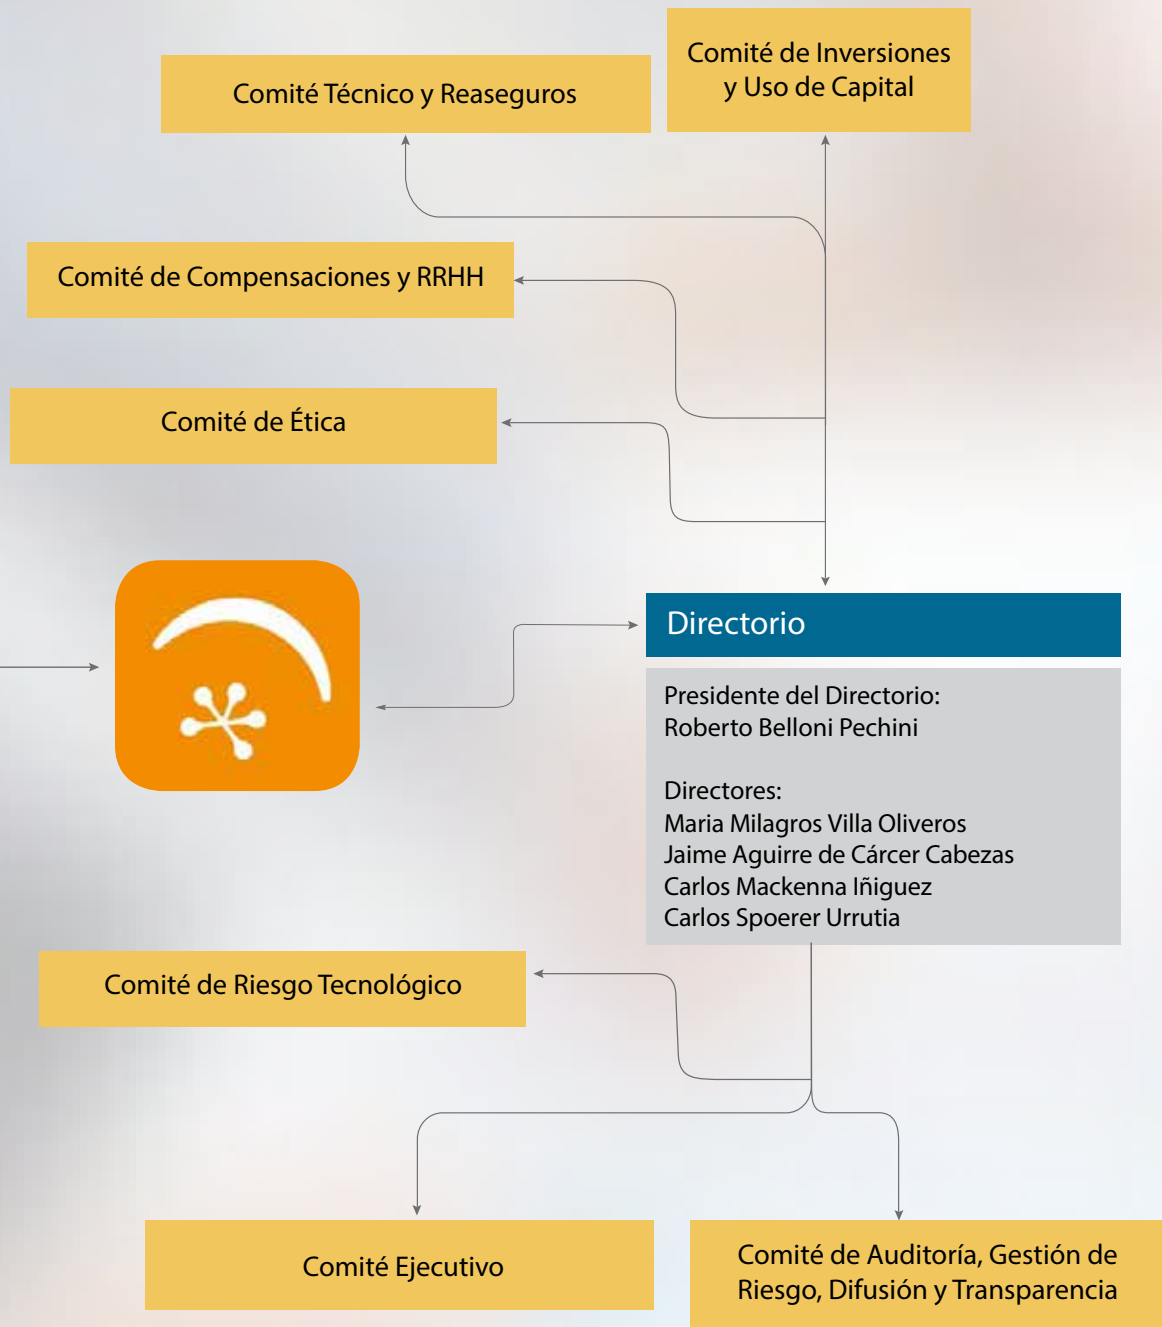 Comité de Inversiones
y Uso de Capital
Comité Técnico y Reaseguros
Comité de Compensaciones y RRHH
Comité de Ética
Directorio
Presidente del Directorio:
Roberto Belloni Pechini
Directores:
Maria Milagros Villa Oliveros
Jaime Aguirre de Cárcer Cabezas
Carlos Mackenna Iñiguez
Carlos Spoerer Urrutia
Comité de Riesgo Tecnológico
Comité Ejecutivo
Comité de Auditoría, Gestión de
Riesgo, Difusión y Transparencia